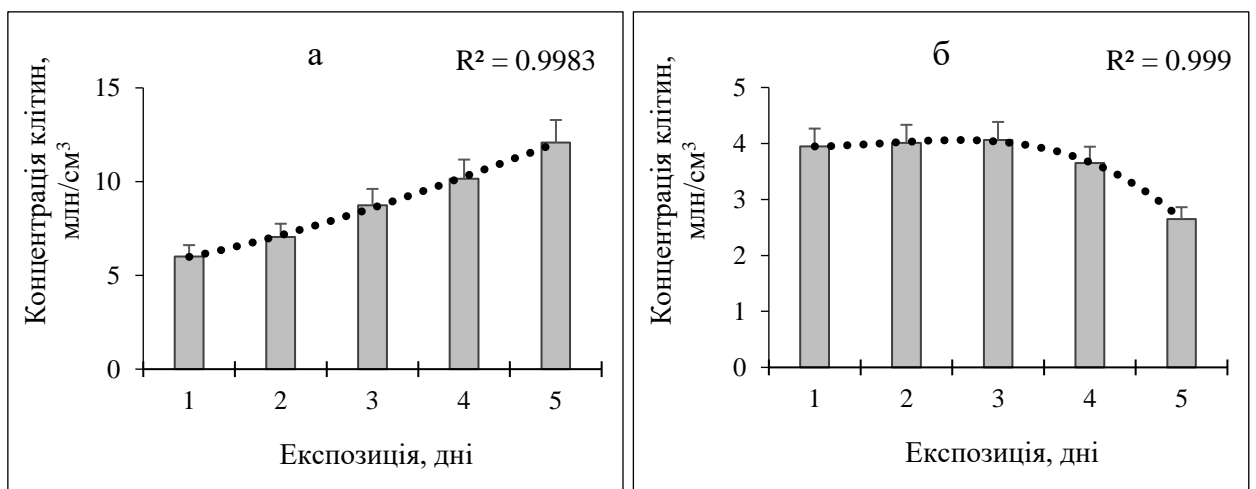 а
R² = 0.9983
Концентрація клітин,
млн/см³
15
10
5
0
1 2 3 4 5
Експозиція, дні
б
R² = 0.999
Концентрація клітин,
млн/см³
5
4
3
2
1
0
1 2 3 4 5
Експозиція, дні